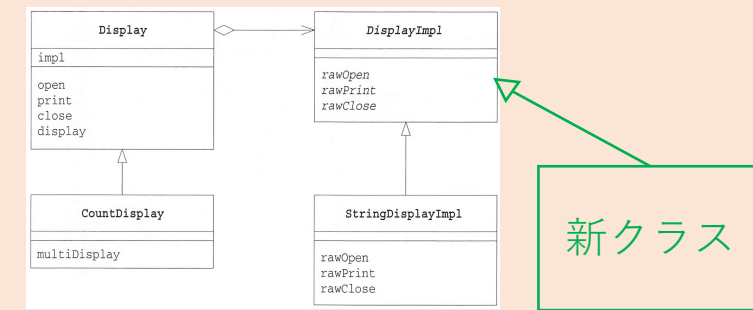 Display
impl
open
print
close
display
DisplayImpl
rawOpen
rawPrint
rawClose
CountDisplay
multiDisplay
StringDisplayImpl
rawOpen
rawPrint
rawClose
新クラス